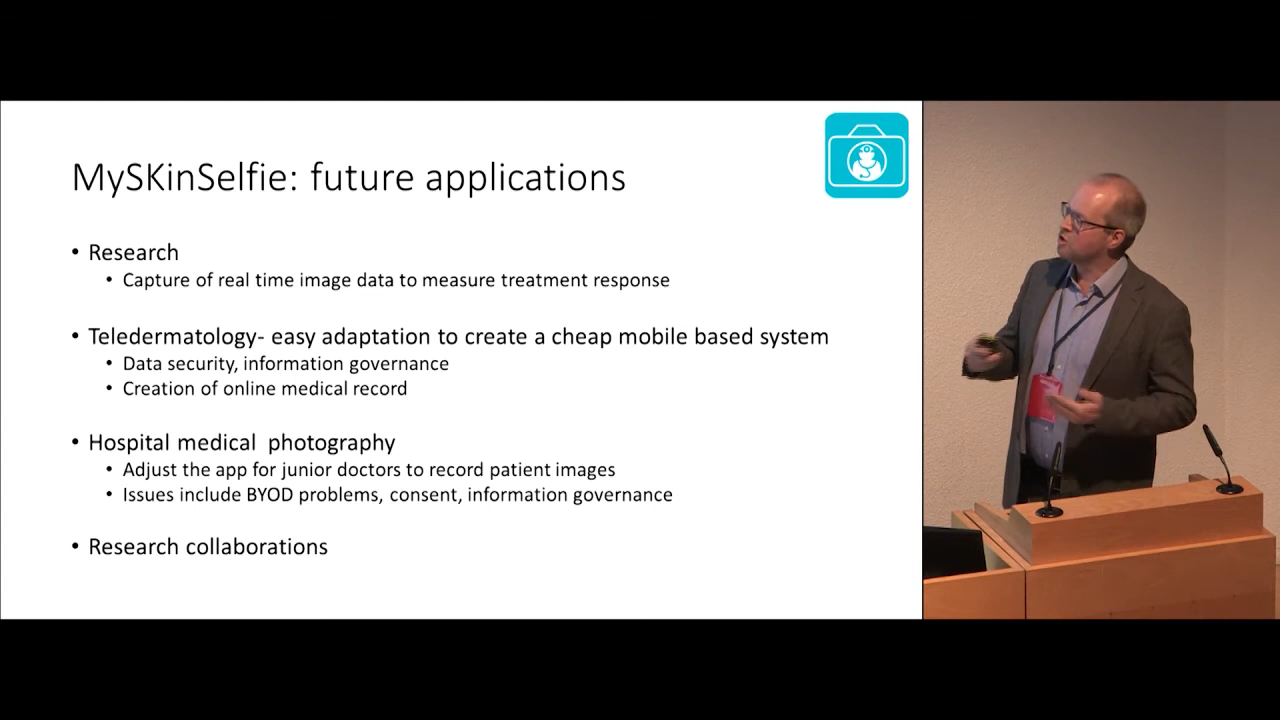 MySKinSelfie: future applications
• Research
• Capture of real time image data to measure treatment response
• Teledermatology- easy adaptation to create a cheap mobile based system
• Data security, information governance
• Creation of online medical record
• Hospital medical  photography
• Adjust the app for junior doctors to record patient images
• Issues include BYOD problems, consent, information governance
• Research collaborations